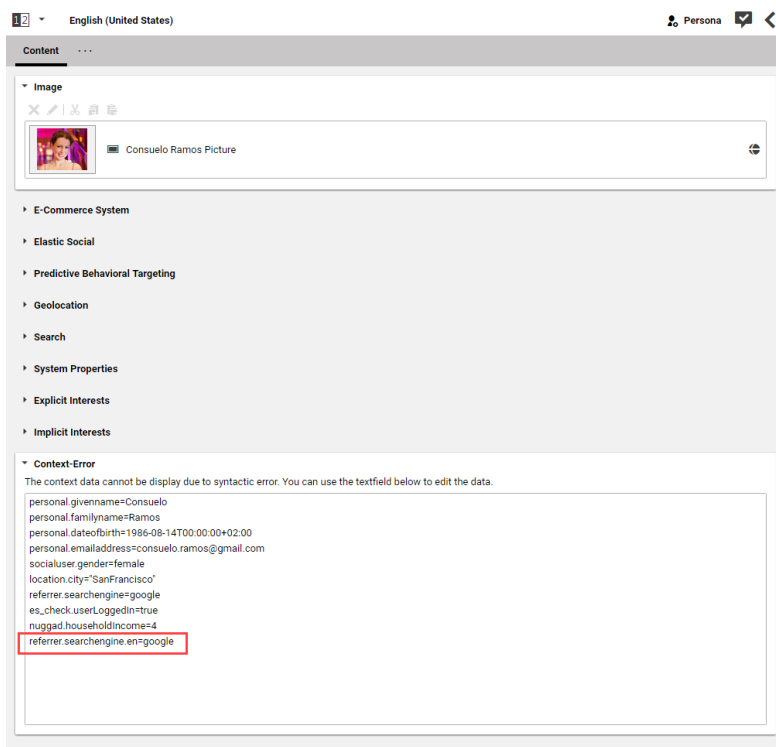 12 English (United States) Persona
Content ...
Image
Consuelo Ramos Picture
E-Commerce System
Elastic Social
Predictive Behavioral Targeting
Geolocation
Search
System Properties
Explicit Interests
Implicit Interests
Context-Error
The context data cannot be display due to syntactic error. You can use the textfield below to edit the data.
personal.givenname=Consuelo
personal.familyname=Ramos
personal.dateofbirth=1986-08-14T00:00:00+02:00
personal.emailaddress=consuelo.ramos@gmail.com
socialuser.gender=female
location.city="SanFrancisco"
referrer.searchengine=google
es_check.userLoggedIn=true
nuggad.householdIncome=4
referrer.searchengine.en=google